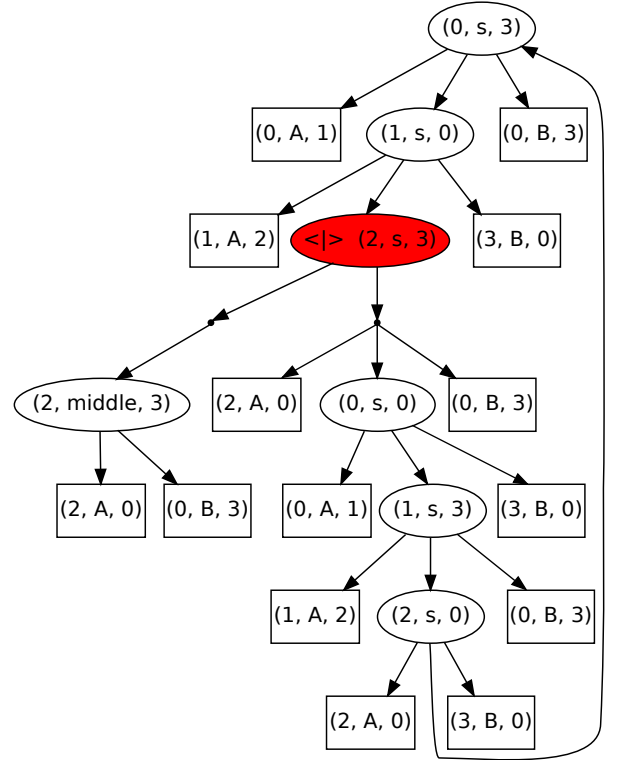 (0, s, 3)
(0, A, 1)
(1, s, 0)
(0, B, 3)
(1, A, 2)
<|> (2, s, 3)
(3, B, 0)
(2, middle, 3)
(2, A, 0)
(0, s, 0)
(0, B, 3)
(2, A, 0)
(0, B, 3)
(0, A, 1)
(1, s, 3)
(3, B, 0)
(1, A, 2)
(2, s, 0)
(0, B, 3)
(2, A, 0)
(3, B, 0)